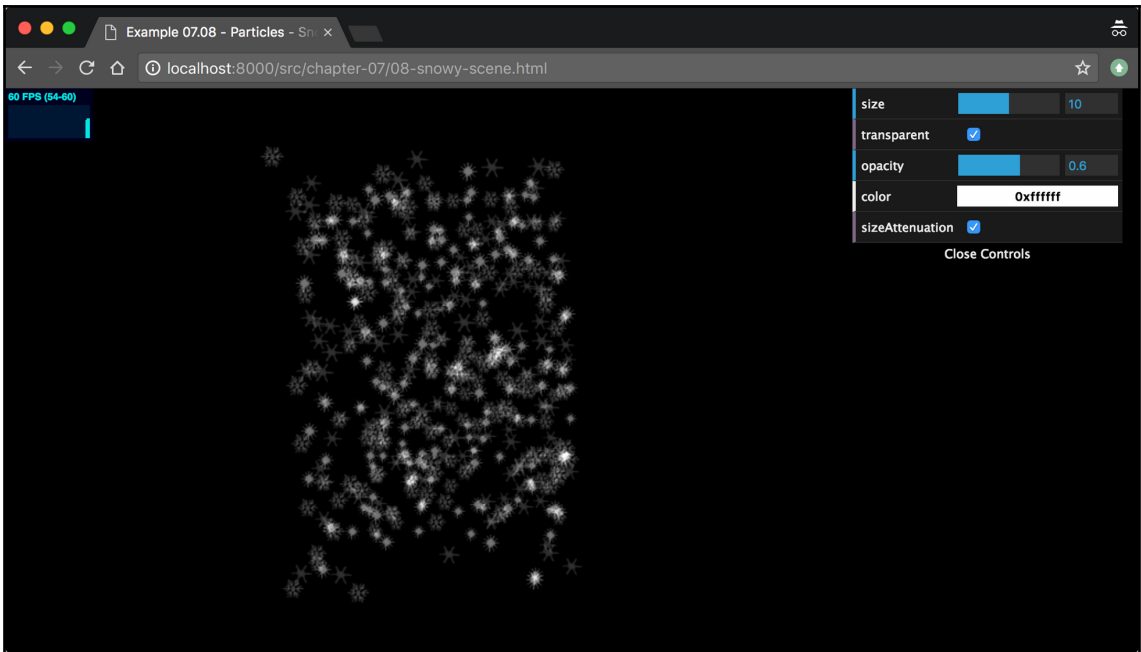 Example 07.08 - Particles - Sn
localhost:8000/src/chapter-07/08-snowy-scene.html
60 FPS (54-60)
size 10
transparent
opacity 0.6
color 0xffffff
sizeAttenuation
Close Controls